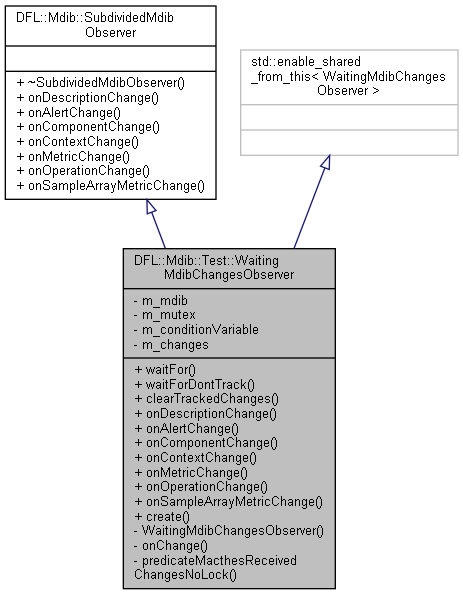 DFL::Mdib::SubdividedMdib
Observer
+ ~SubdividedMdibObserver()
+ onDescriptionChange()
+ onAlertChange()
+ onComponentChange()
+ onContextChange()
+ onMetricChange()
+ onOperationChange()
+ onSampleArrayMetricChange()
std::enable_shared
_from_this< WaitingMdibChanges
Observer >
DFL::Mdib::Test::Waiting
MdibChangesObserver
- m_mdib
- m_mutex
- m_conditionVariable
- m_changes
+ waitFor()
+ waitForDontTrack()
+ clearTrackedChanges()
+ onDescriptionChange()
+ onAlertChange()
+ onComponentChange()
+ onContextChange()
+ onMetricChange()
+ onOperationChange()
+ onSampleArrayMetricChange()
+ create()
- WaitingMdibChangesObserver()
- onChange()
- predicateMacthesReceived
ChangesNoLock()